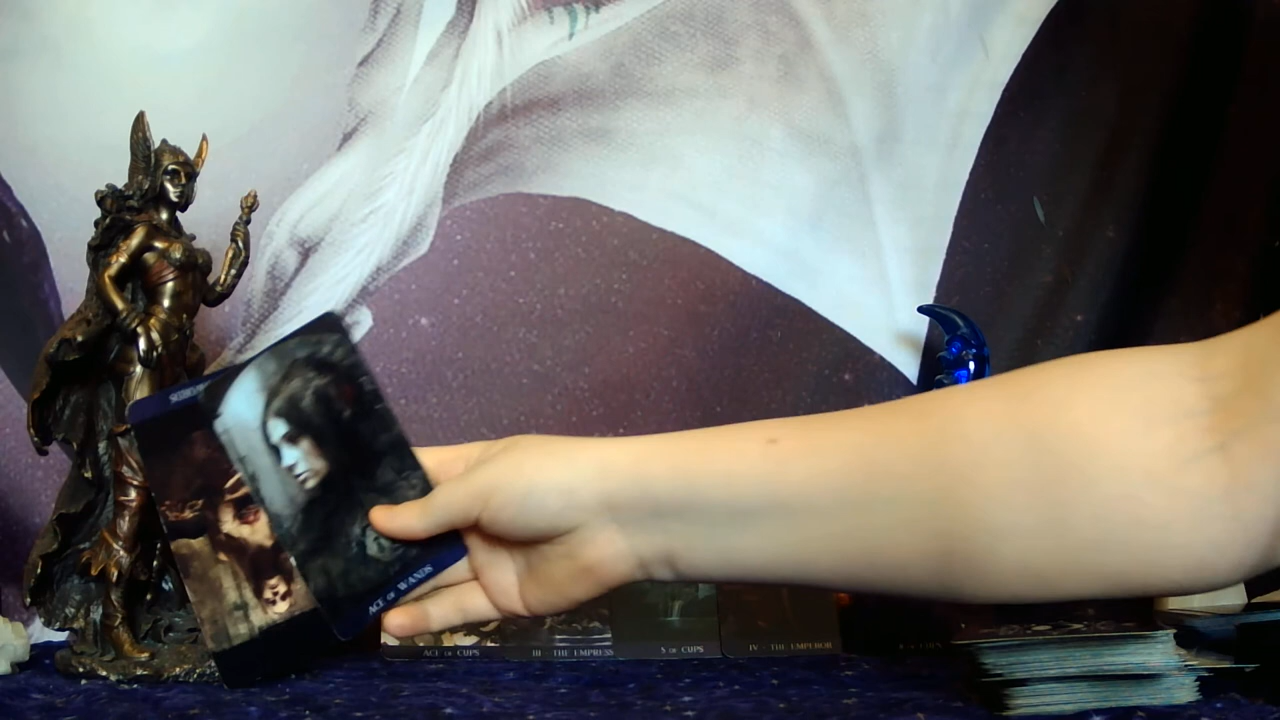 ACE OF WANDS
ACE OF CUPS
III - THE EMPRESS
5 OF CUPS
IV - THE EMPEROR